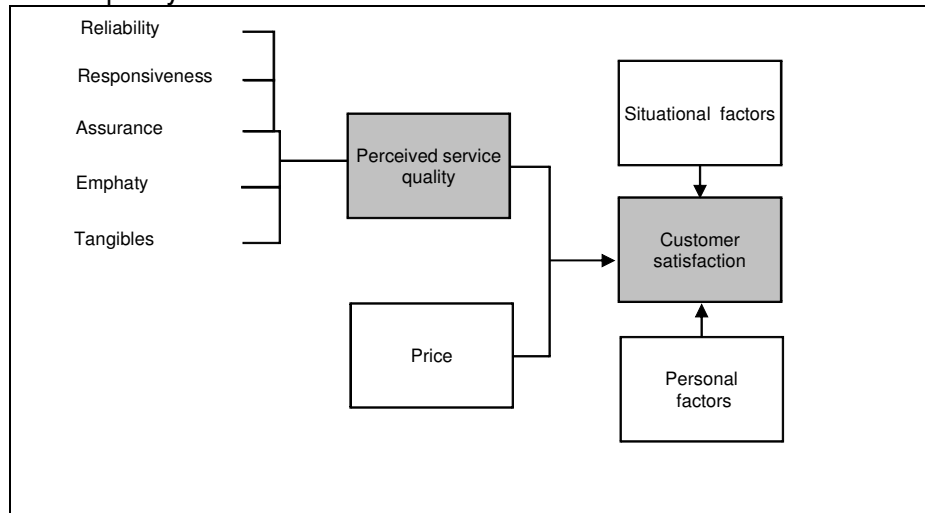 Reliability
Responsiveness
Assurance
Emphaty
Tangibles
Perceived service
quality
Price
Situational factors
Customer
satisfaction
Personal
factors